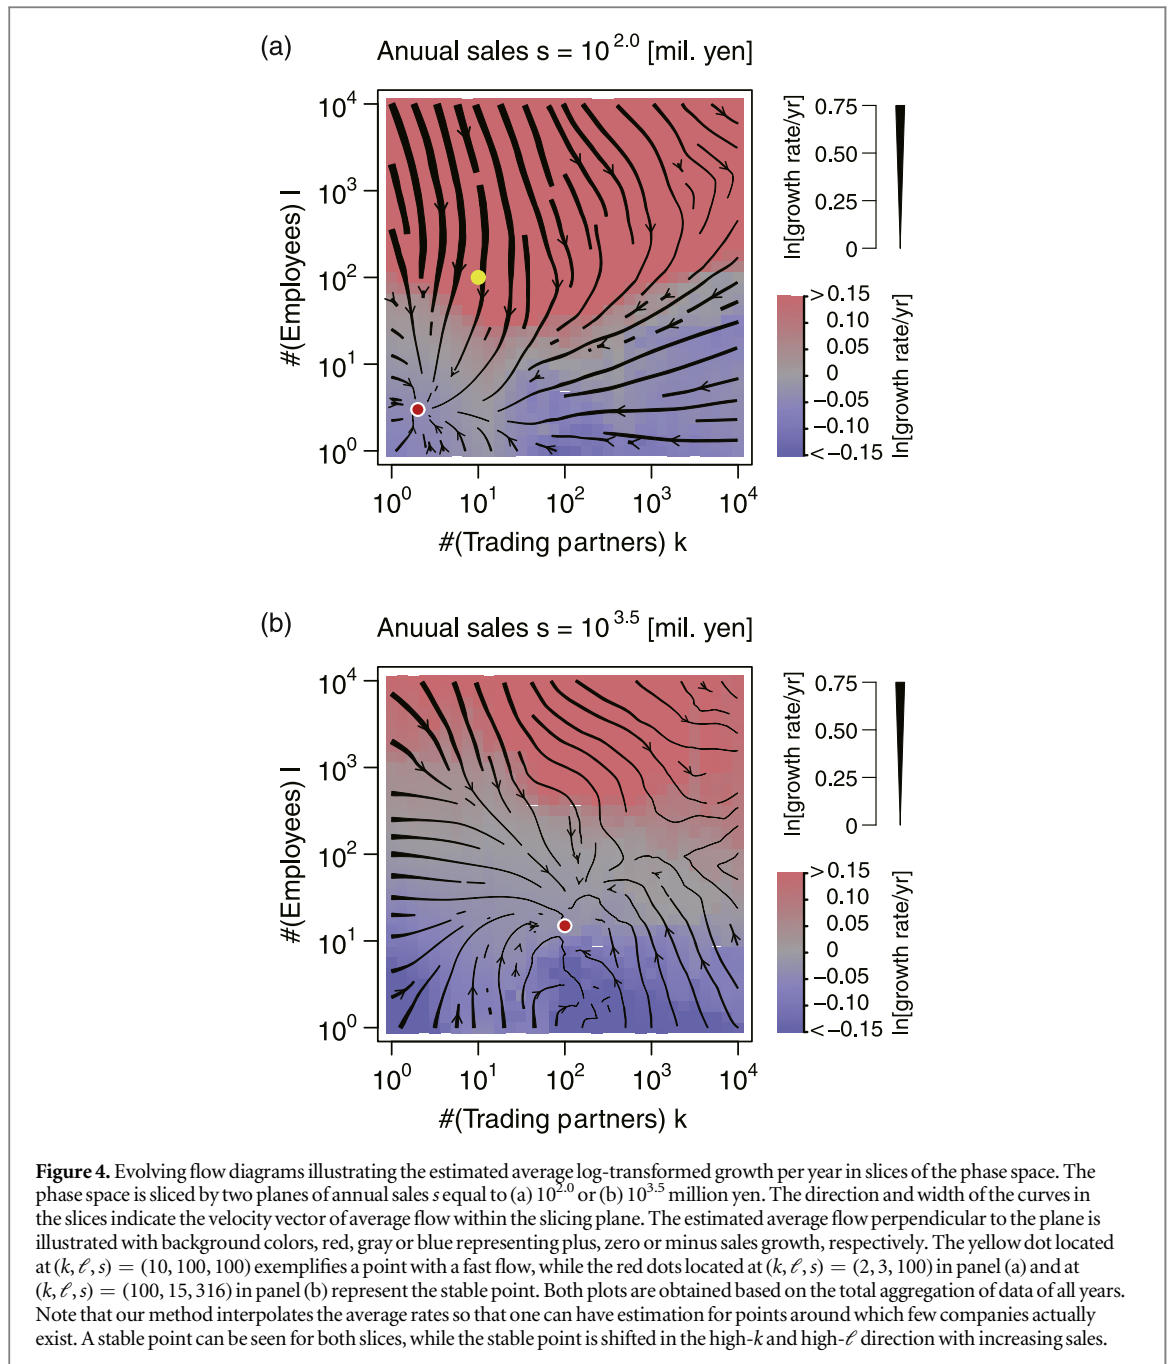 (a)
Anuual sales s = 10^2.0 [mil. yen]
#(Employees) l
10^4
10^3
10^2
10^1
10^0
10^0 10^1 10^2 10^3 10^4
#(Trading partners) k
ln[growth rate/yr]
0.75
0.50
0.25
0
> 0.15
0.10
0.05
0
−0.05
−0.10
< −0.15
ln[growth rate/yr]
(b)
Anuual sales s = 10^3.5 [mil. yen]
#(Employees) l
10^4
10^3
10^2
10^1
10^0
10^0 10^1 10^2 10^3 10^4
#(Trading partners) k
ln[growth rate/yr]
0.75
0.50
0.25
0
> 0.15
0.10
0.05
0
−0.05
−0.10
< −0.15
ln[growth rate/yr]
Figure 4. Evolving flow diagrams illustrating the estimated average log-transformed growth per year in slices of the phase space. The
phase space is sliced by two planes of annual sales s equal to (a) 10^2.0 or (b) 10^3.5 million yen. The direction and width of the curves in
the slices indicate the velocity vector of average flow within the slicing plane. The estimated average flow perpendicular to the plane is
illustrated with background colors, red, gray or blue representing plus, zero or minus sales growth, respectively. The yellow dot located
at (k, ℓ, s) = (10, 100, 100) exemplifies a point with a fast flow, while the red dots located at (k, ℓ, s) = (2, 3, 100) in panel (a) and at
(k, ℓ, s) = (100, 15, 316) in panel (b) represent the stable point. Both plots are obtained based on the total aggregation of data of all years.
Note that our method interpolates the average rates so that one can have estimation for points around which few companies actually
exist. A stable point can be seen for both slices, while the stable point is shifted in the high-k and high-ℓ direction with increasing sales.